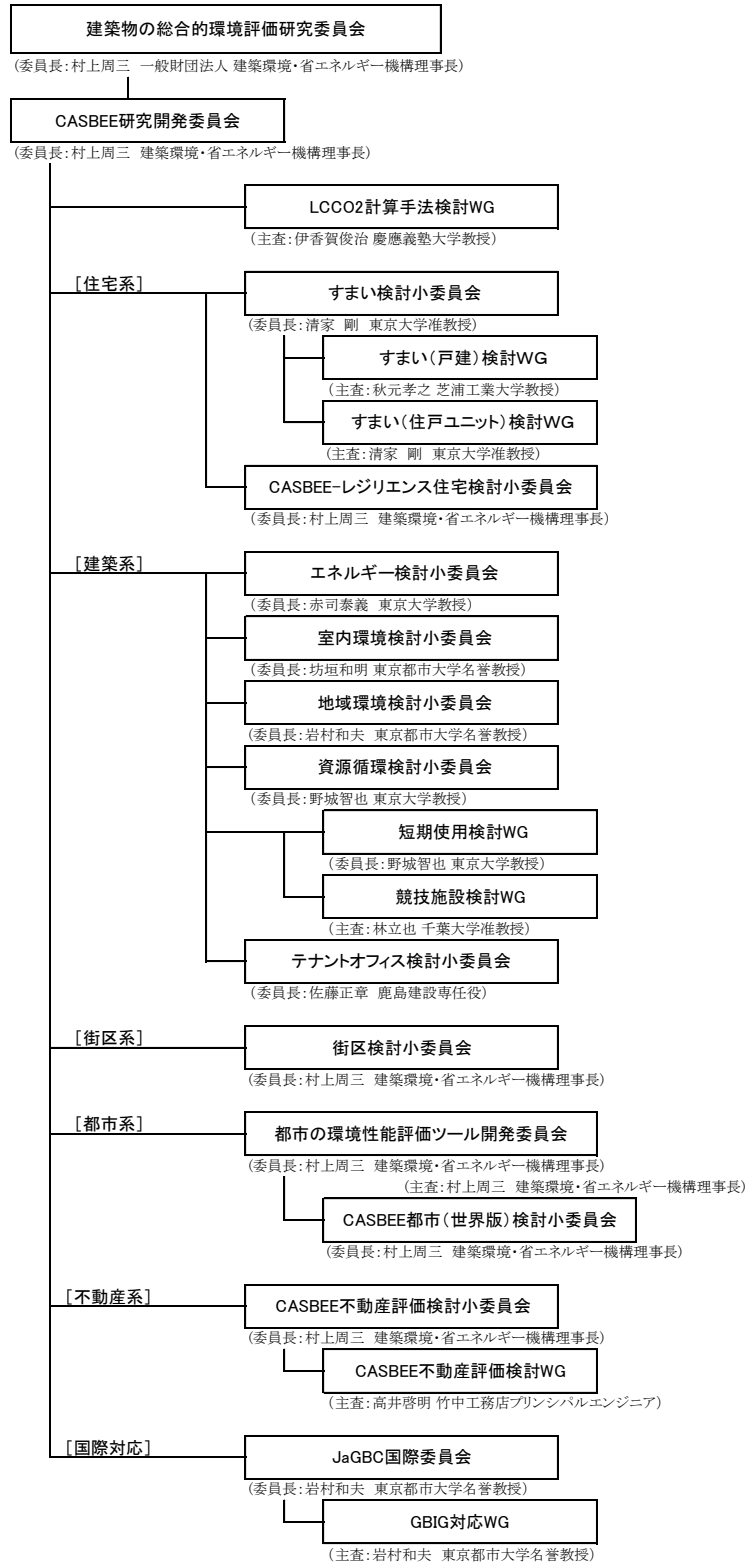 建築物の総合的環境評価研究委員会
(委員長:村上周三　一般財団法人 建築環境・省エネルギー機構理事長)
CASBEE研究開発委員会
(委員長:村上周三　建築環境・省エネルギー機構理事長)
LCCO2計算手法検討WG
(主査:伊香賀俊治 慶應義塾大学教授)
[住宅系]
すまい検討小委員会
(委員長:清家　剛　東京大学准教授)
すまい(戸建)検討WG
(主査:秋元孝之 芝浦工業大学教授)
すまい(住戸ユニット)検討WG
(主査:清家　剛　東京大学准教授)
CASBEE-レジリエンス住宅検討小委員会
(委員長:村上周三　建築環境・省エネルギー機構理事長)
[建築系]
エネルギー検討小委員会
(委員長:赤司泰義　東京大学教授)
室内環境検討小委員会
(委員長:坊垣和明 東京都市大学名誉教授)
地域環境検討小委員会
(委員長:岩村和夫　東京都市大学名誉教授)
資源循環検討小委員会
(委員長:野城智也 東京大学教授)
短期使用検討WG
(委員長:野城智也 東京大学教授)
競技施設検討WG
(主査:林立也 千葉大学准教授)
テナントオフィス検討小委員会
(委員長:佐藤正章　鹿島建設専任役)
[街区系]
街区検討小委員会
(委員長:村上周三　建築環境・省エネルギー機構理事長)
[都市系]
都市の環境性能評価ツール開発委員会
(委員長:村上周三　建築環境・省エネルギー機構理事長)
(主査:村上周三　建築環境・省エネルギー機構理事長)
CASBEE都市(世界版)検討小委員会
(委員長:村上周三　建築環境・省エネルギー機構理事長)
[不動産系]
CASBEE不動産評価検討小委員会
(委員長:村上周三　建築環境・省エネルギー機構理事長)
CASBEE不動産評価検討WG
(主査:高井啓明 竹中工務店プリンシパルエンジニア)
[国際対応]
JaGBC国際委員会
(委員長:岩村和夫　東京都市大学名誉教授)
GBIG対応WG
(主査:岩村和夫　東京都市大学名誉教授)